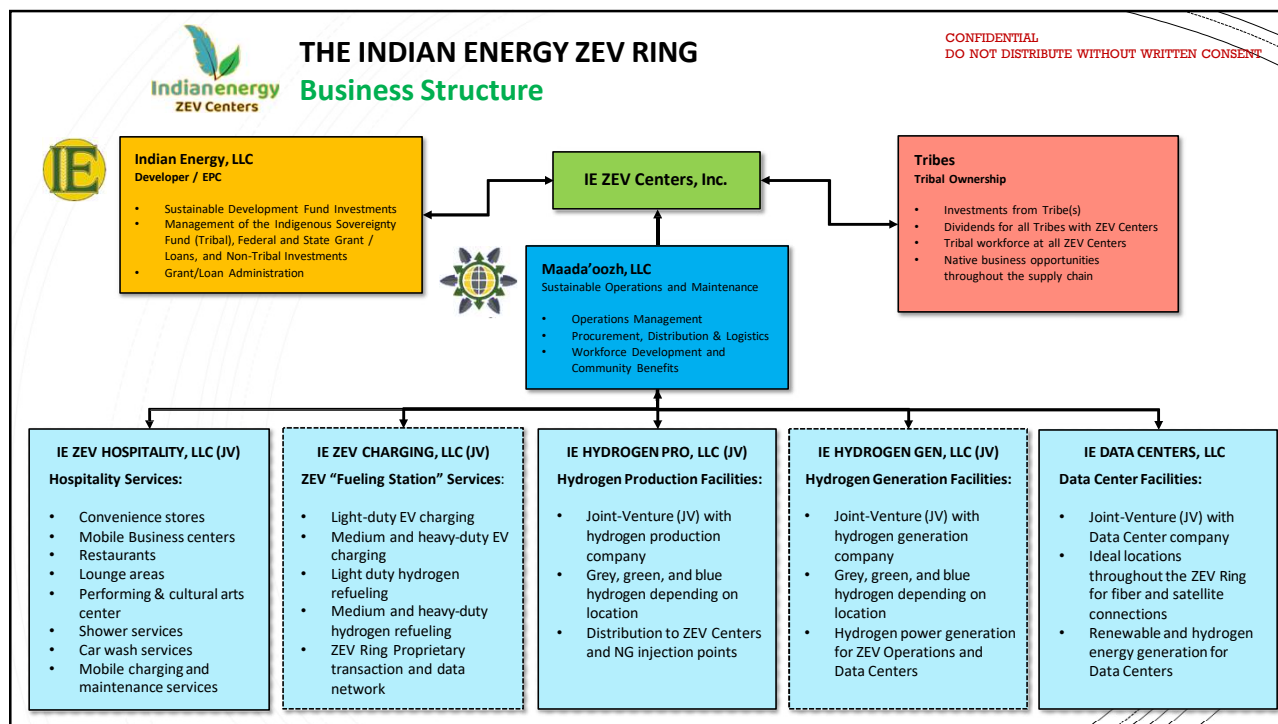 THE INDIAN ENERGY ZEV RING
Business Structure
CONFIDENTIAL
DO NOT DISTRIBUTE WITHOUT WRITTEN CONSENT
Indianenergy
ZEV Centers
IE
Indian Energy, LLC
Developer / EPC
• Sustainable Development Fund Investments
• Management of the Indigenous Sovereignty
Fund (Tribal), Federal and State Grant /
Loans, and Non-Tribal Investments
• Grant/Loan Administration
IE ZEV Centers, Inc.
Tribes
Tribal Ownership
• Investments from Tribe(s)
• Dividends for all Tribes with ZEV Centers
• Tribal workforce at all ZEV Centers
• Native business opportunities
throughout the supply chain
Maada'oozh, LLC
Sustainable Operations and Maintenance
• Operations Management
• Procurement, Distribution & Logistics
• Workforce Development and
Community Benefits
IE ZEV HOSPITALITY, LLC (JV)
Hospitality Services:
• Convenience stores
• Mobile Business centers
• Restaurants
• Lounge areas
• Performing & cultural arts
center
• Shower services
• Car wash services
• Mobile charging and
maintenance services
IE ZEV CHARGING, LLC (JV)
ZEV “Fueling Station” Services:
• Light-duty EV charging
• Medium and heavy-duty EV
charging
• Light duty hydrogen
refueling
• Medium and heavy-duty
hydrogen refueling
• ZEV Ring Proprietary
transaction and data
network
IE HYDROGEN PRO, LLC (JV)
Hydrogen Production Facilities:
• Joint-Venture (JV) with
hydrogen production
company
• Grey, green, and blue
hydrogen depending on
location
• Distribution to ZEV Centers
and NG injection points
IE HYDROGEN GEN, LLC (JV)
Hydrogen Generation Facilities:
• Joint-Venture (JV) with
hydrogen generation
company
• Grey, green, and blue
hydrogen depending on
location
• Hydrogen power generation
for ZEV Operations and
Data Centers
IE DATA CENTERS, LLC
Data Center Facilities:
• Joint-Venture (JV) with
Data Center company
• Ideal locations
throughout the ZEV Ring
for fiber and satellite
connections
• Renewable and hydrogen
energy generation for
Data Centers